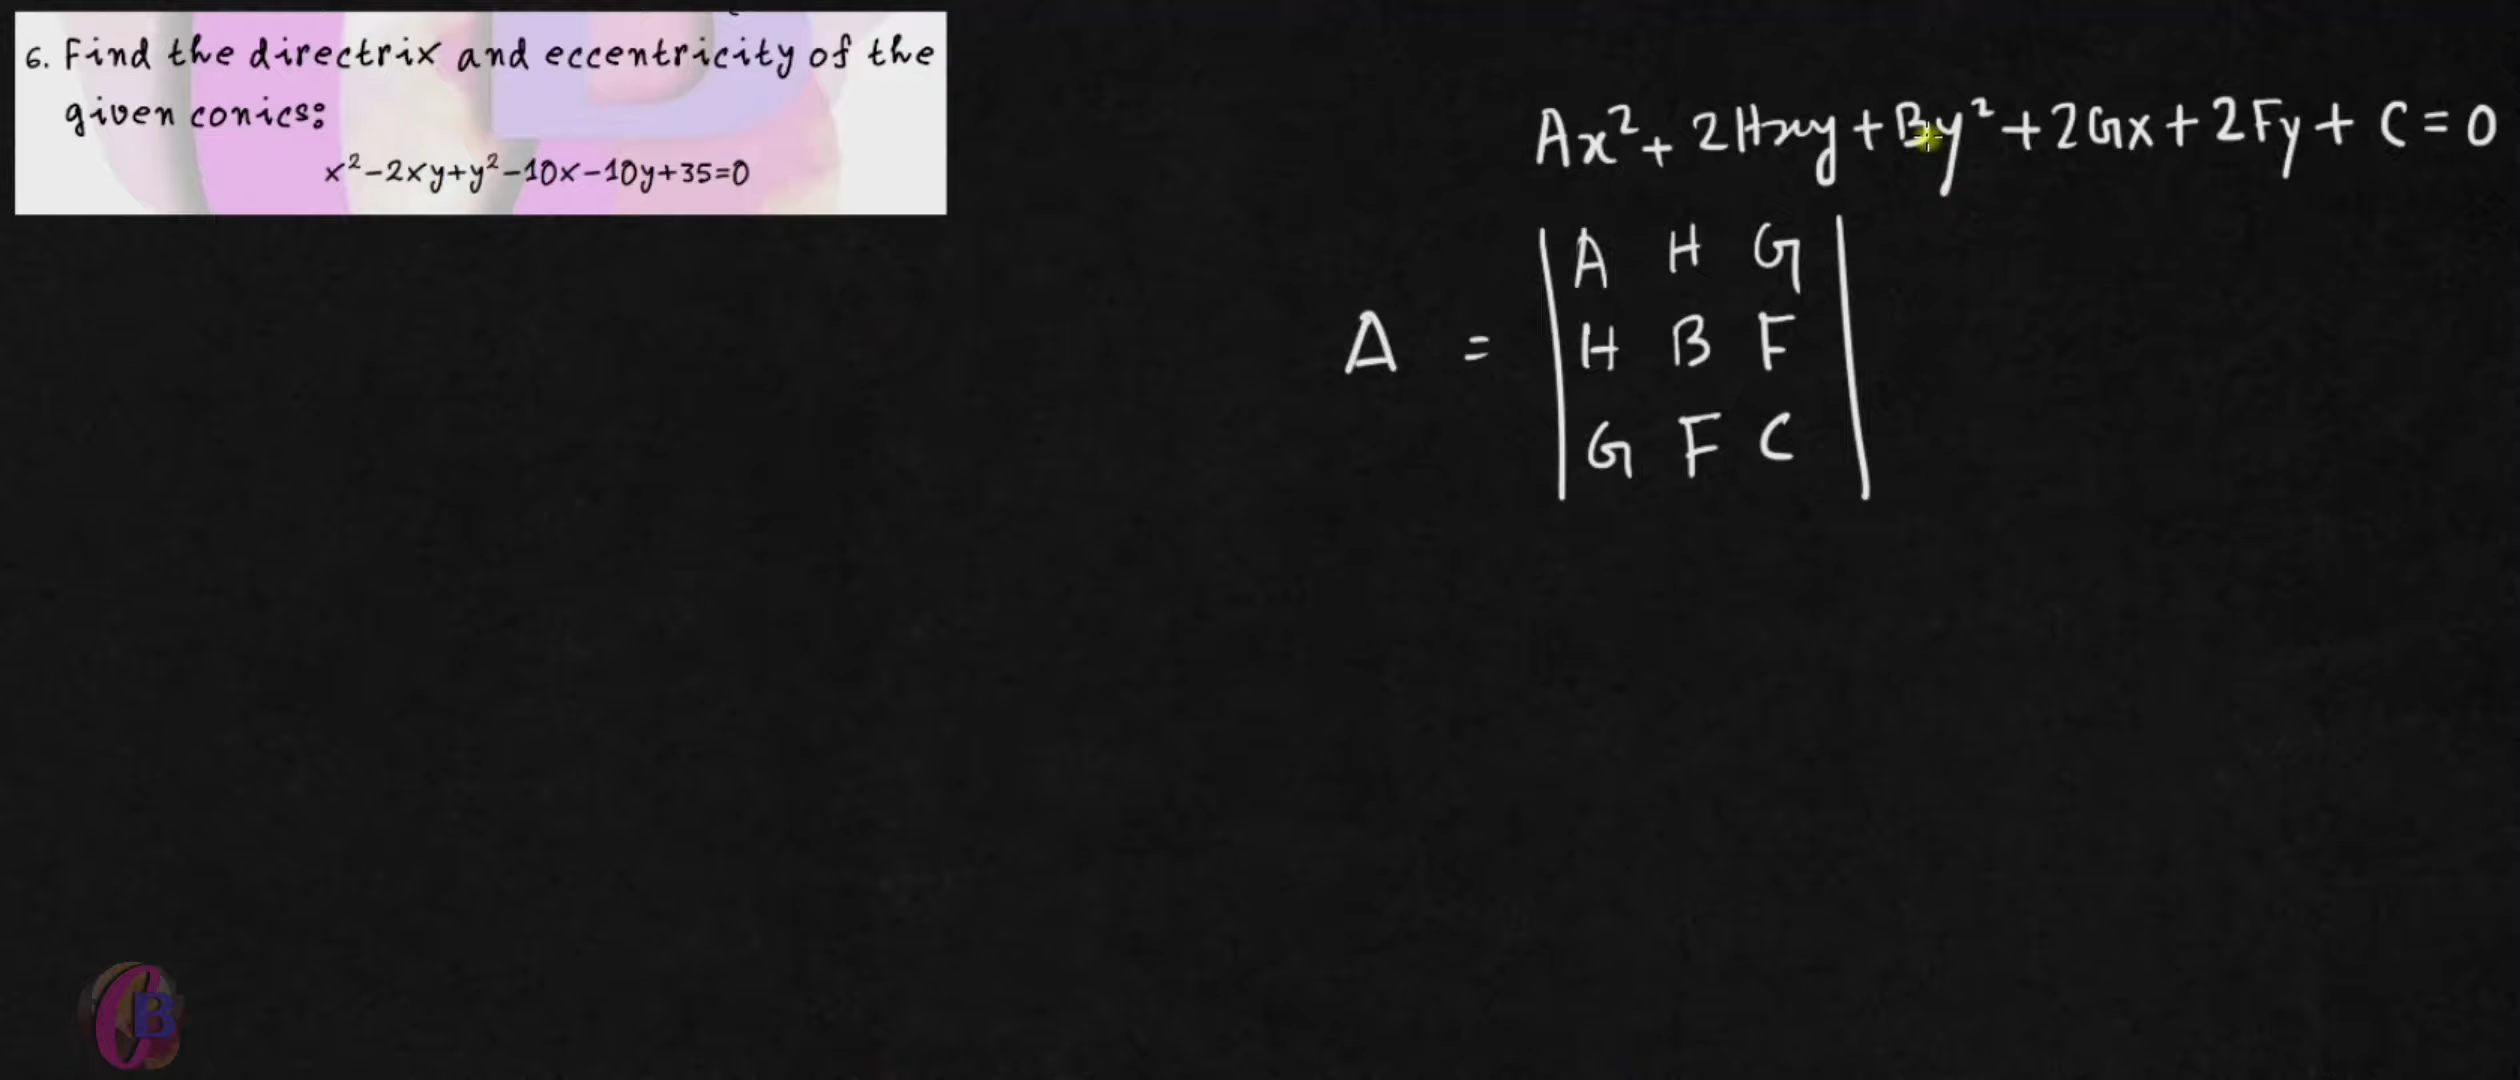 6. Find the directrix and eccentricity of the
given conics:
x²-2xy+y²-10x-10y+35=0
Ax² + 2Hxy + By² + 2Gx + 2Fy + C = 0
A H G
Δ = H B F
G F C
CB